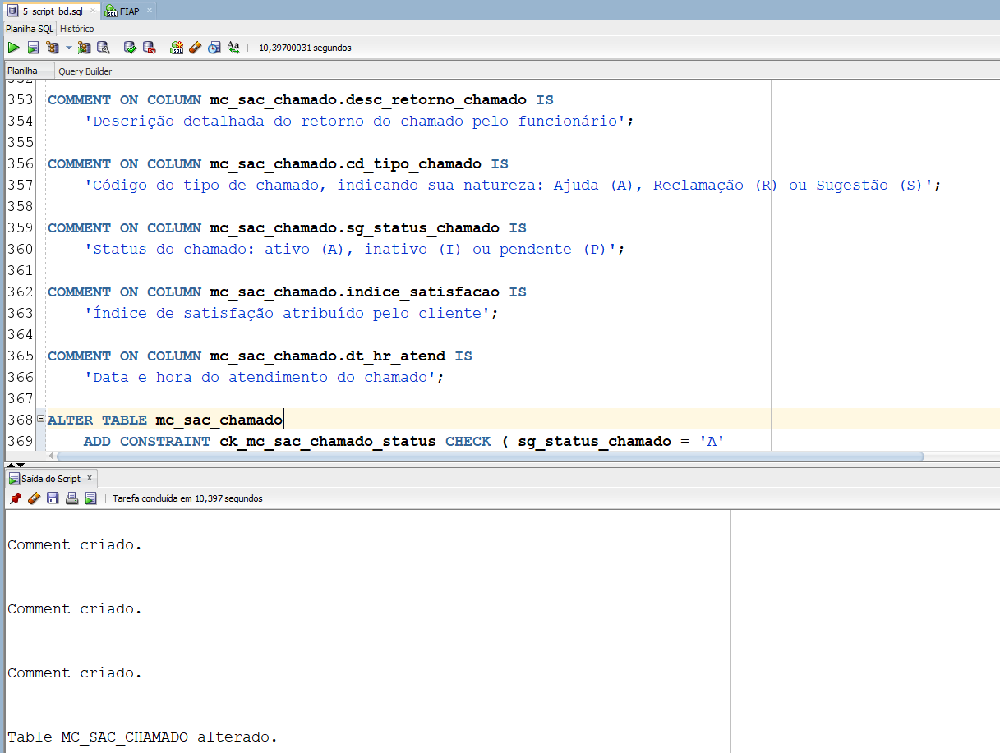 5_script_bd.sql
FIAP
Planilha SQL Histórico
10,39700031 segundos
Planilha Query Builder
352
353 COMMENT ON COLUMN mc_sac_chamado.desc_retorno_chamado IS
354 'Descrição detalhada do retorno do chamado pelo funcionário';
355
356 COMMENT ON COLUMN mc_sac_chamado.cd_tipo_chamado IS
357 'Código do tipo de chamado, indicando sua natureza: Ajuda (A), Reclamação (R) ou Sugestão (S)';
358
359 COMMENT ON COLUMN mc_sac_chamado.sg_status_chamado IS
360 'Status do chamado: ativo (A), inativo (I) ou pendente (P)';
361
362 COMMENT ON COLUMN mc_sac_chamado.indice_satisfacao IS
363 'Índice de satisfação atribuído pelo cliente';
364
365 COMMENT ON COLUMN mc_sac_chamado.dt_hr_atend IS
366 'Data e hora do atendimento do chamado';
367
368 ALTER TABLE mc_sac_chamado
369 ADD CONSTRAINT ck_mc_sac_chamado_status CHECK ( sg_status_chamado = 'A'
Saída do Script
Tarefa concluída em 10,397 segundos
Comment criado.
Comment criado.
Comment criado.
Table MC_SAC_CHAMADO alterado.